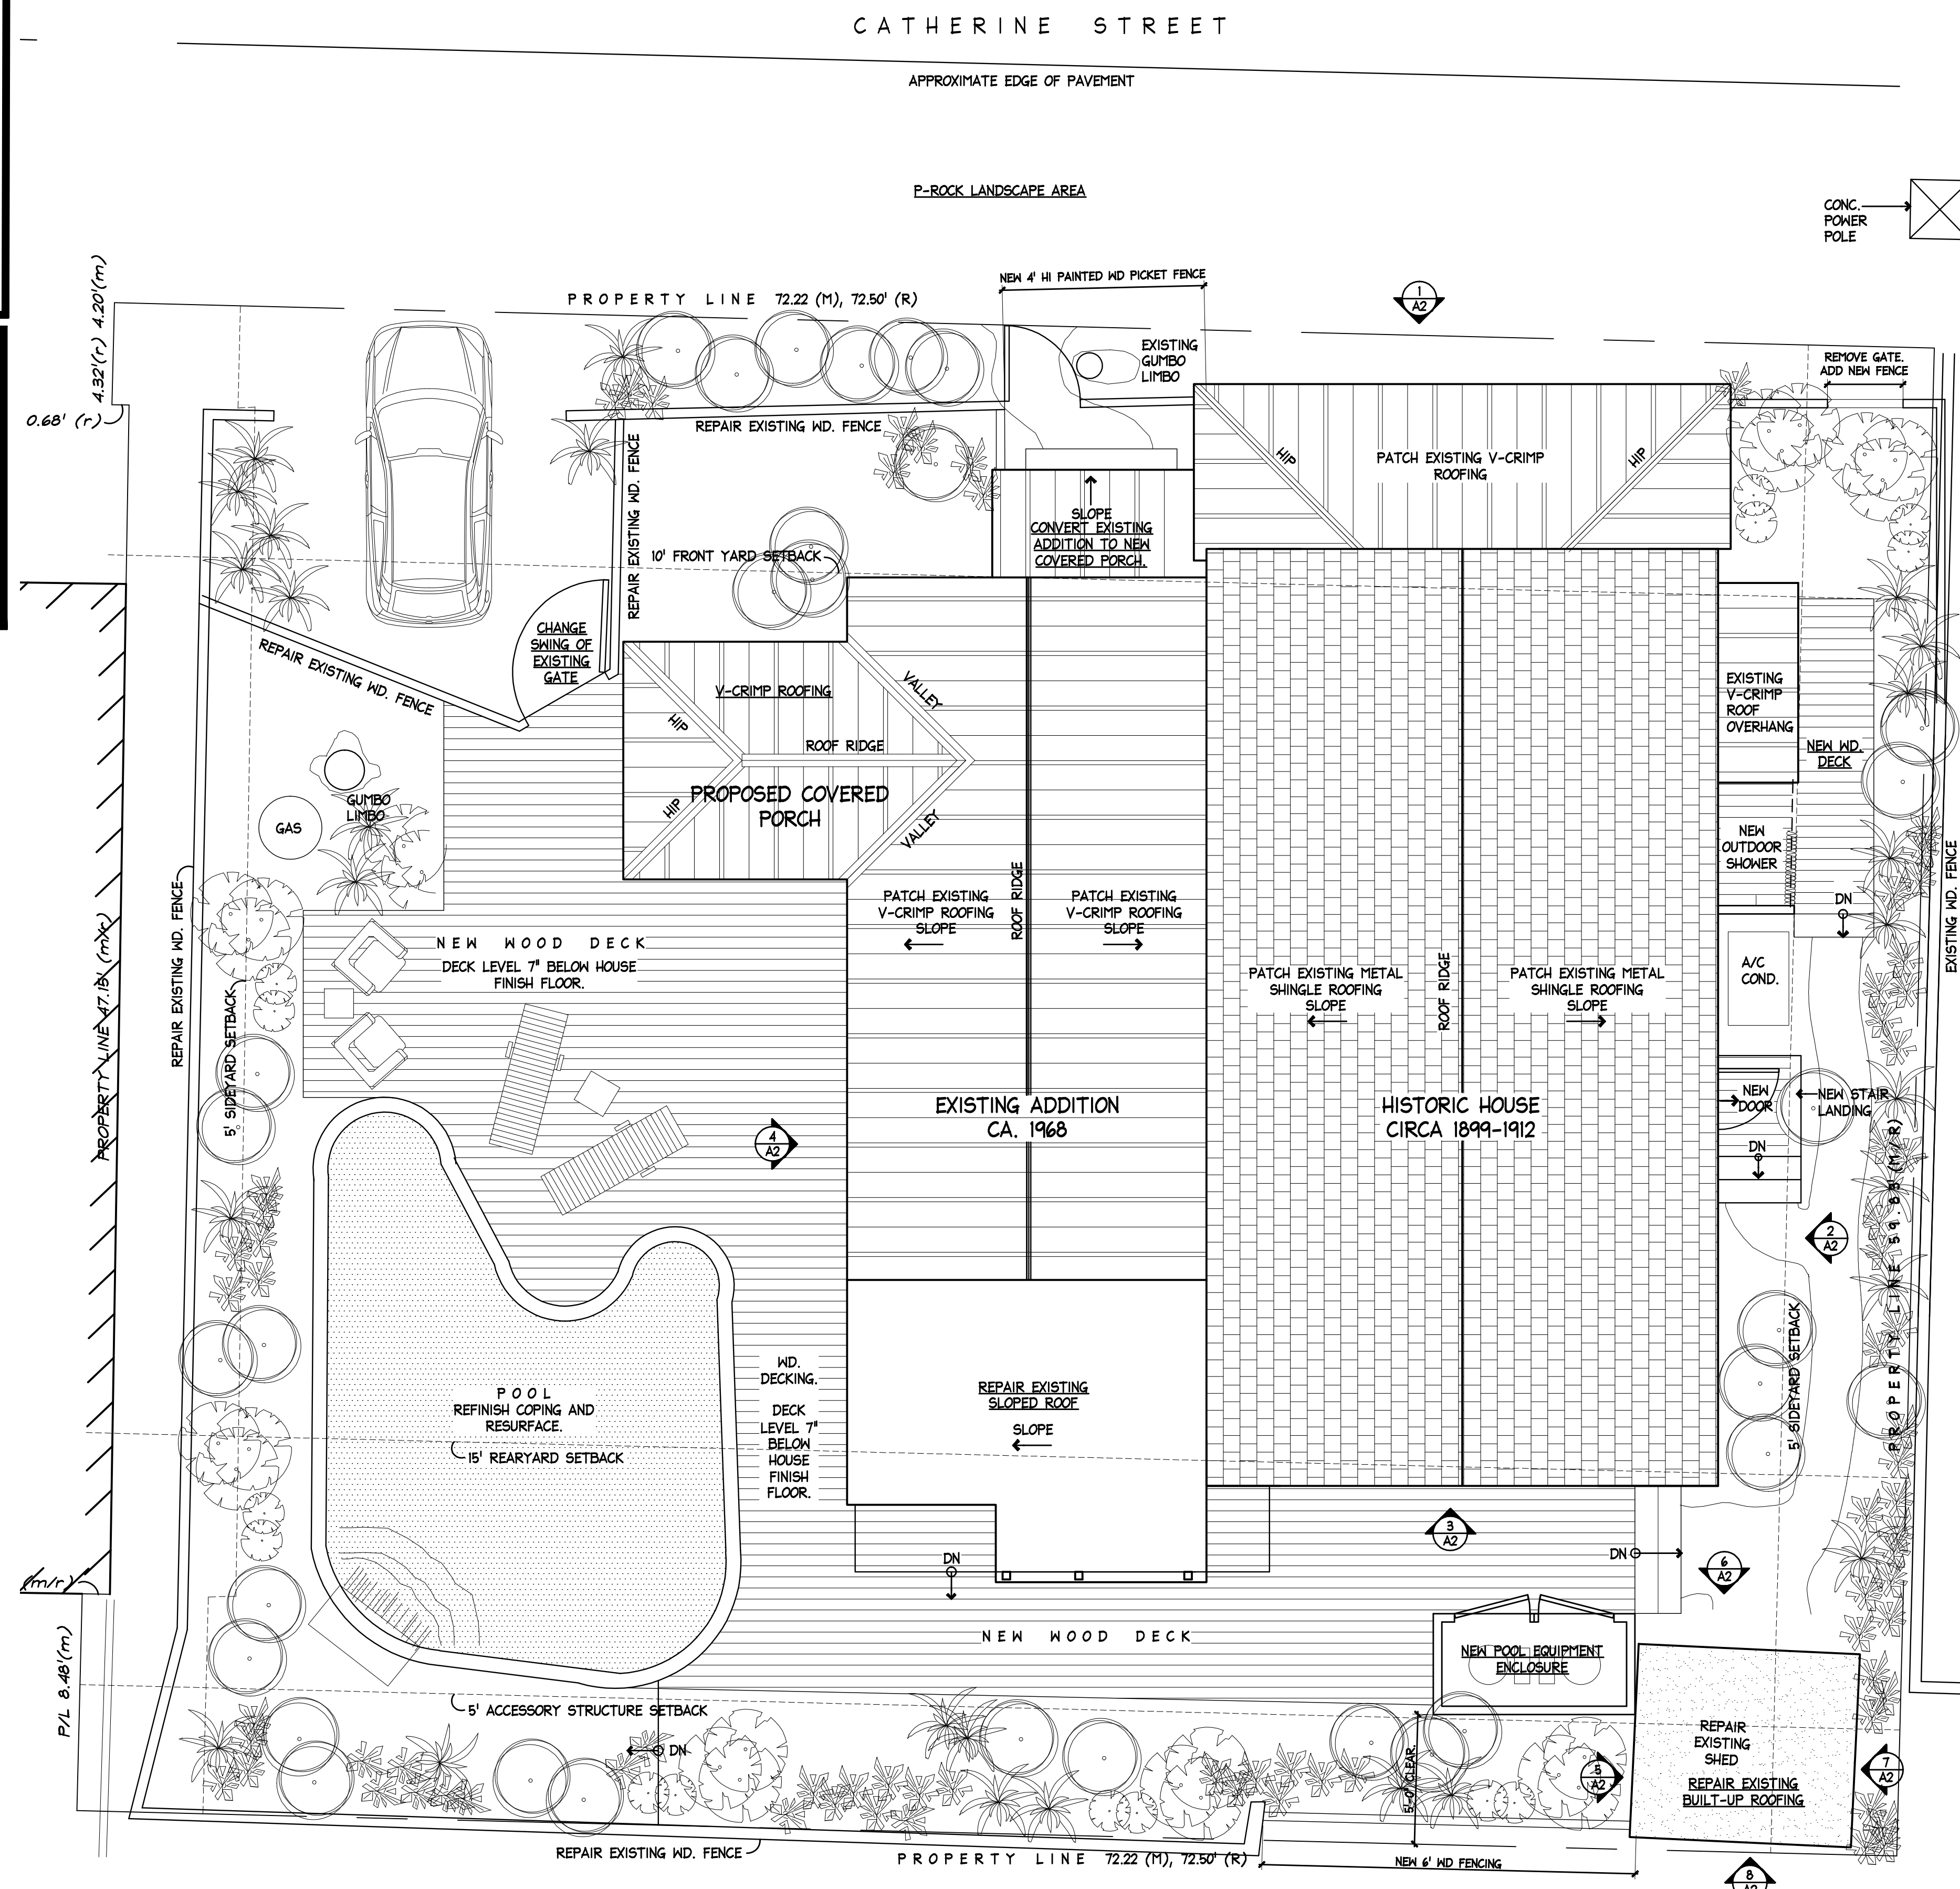 CATHERINE STREET
APPROXIMATE EDGE OF PAVEMENT
P-ROCK LANDSCAPE AREA
CONC.
POWER
POLE
4.32'(r) 4.20'(m)
0.68' (r)
PROPERTY LINE 72.22 (M), 72.50' (R)
NEW 4' HI PAINTED WD PICKET FENCE
1
A2
EXISTING
GUMBO
LIMBO
REMOVE GATE.
ADD NEW FENCE
REPAIR EXISTING WD. FENCE
REPAIR EXISTING WD. FENCE
HIP
PATCH EXISTING V-CRIMP
ROOFING
HIP
SLOPE
CONVERT EXISTING
ADDITION TO NEW
COVERED PORCH.
10' FRONT YARD SETBACK
CHANGE
SWING OF
EXISTING
GATE
REPAIR EXISTING WD. FENCE
V-CRIMP ROOFING
VALLEY
HIP
ROOF RIDGE
PROPOSED COVERED
PORCH
HIP
VALLEY
EXISTING
V-CRIMP
ROOF
OVERHANG
NEW WD.
DECK
GUMBO
LIMBO
GAS
NEW
OUTDOOR
SHOWER
DN
EXISTING WD. FENCE
REPAIR EXISTING WD. FENCE
PROPERTY LINE 47.15' (m/r)
5' SIDEYARD SETBACK
NEW WOOD DECK
DECK LEVEL 7" BELOW HOUSE
FINISH FLOOR.
PATCH EXISTING
V-CRIMP ROOFING
SLOPE
ROOF RIDGE
PATCH EXISTING
V-CRIMP ROOFING
SLOPE
PATCH EXISTING METAL
SHINGLE ROOFING
SLOPE
ROOF RIDGE
PATCH EXISTING METAL
SHINGLE ROOFING
SLOPE
A/C
COND.
EXISTING ADDITION
CA. 1968
HISTORIC HOUSE
CIRCA 1899-1912
NEW
DOOR
NEW STAIR
LANDING
DN
4
A2
2
A2
PROPERTY LINE 59.83' (M/R)
5' SIDEYARD SETBACK
POOL
REFINISH COPING AND
RESURFACE.
15' REARYARD SETBACK
WD.
DECKING.
DECK
LEVEL 7"
BELOW
HOUSE
FINISH
FLOOR.
REPAIR EXISTING
SLOPED ROOF
SLOPE
3
A2
DN
DN
6
A2
(m/r)
P/L 8.48'(m)
NEW WOOD DECK
NEW POOL EQUIPMENT
ENCLOSURE
5' ACCESSORY STRUCTURE SETBACK
DN
5'-0" CLEAR.
5
A2
REPAIR
EXISTING
SHED
REPAIR EXISTING
BUILT-UP ROOFING
7
A2
REPAIR EXISTING WD. FENCE
PROPERTY LINE 72.22 (M), 72.50' (R)
NEW 6' WD FENCING
8
A2